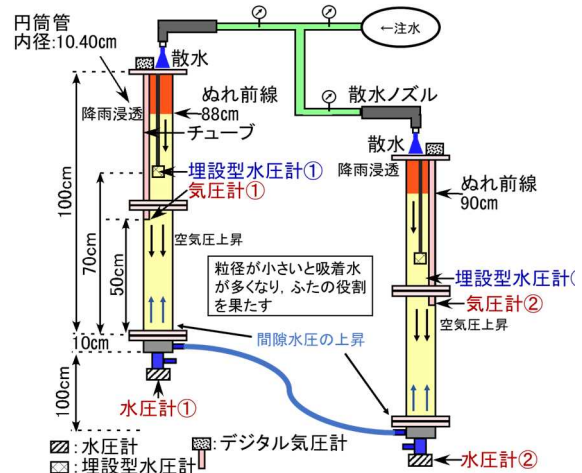 円筒管
内径:10.40cm
散水
←注水
ぬれ前線
88cm
降雨浸透
チューブ
散水ノズル
散水
降雨浸透
ぬれ前線
90cm
埋設型水圧計①
気圧計①
100cm
70cm
50cm
10cm
100cm
空気圧上昇
粒径が小さいと吸着水
が多くなり，ふたの役割
を果たす
埋設型水圧計
気圧計②
空気圧上昇
間隙水圧の上昇
水圧計①
水圧計②
:水圧計
:デジタル気圧計
:埋設型水圧計